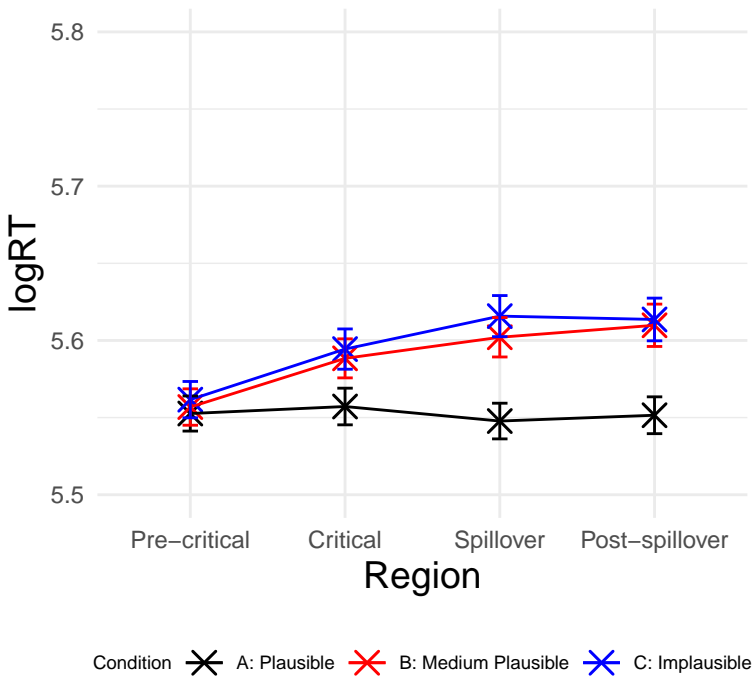 5.8
5.7
5.6
5.5
logRT
Pre−critical Critical Spillover Post−spillover
Region
Condition A: Plausible B: Medium Plausible C: Implausible